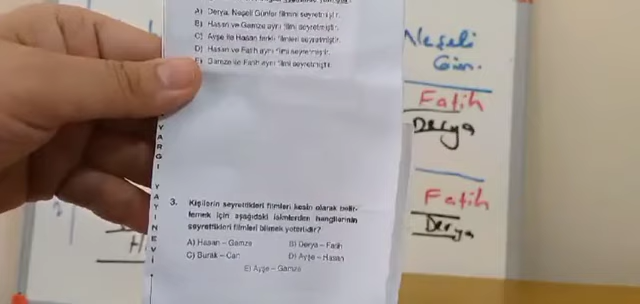 A) Derya, Neşeli Günler filmini seyretmiştir.
B) Hasan ve Gamze aynı filmi seyretmiştir.
C) Ayşe ile Hasan farklı filmleri seyretmiştir.
D) Hasan ve Fatih aynı filmi seyretmiştir.
E) Gamze ile Fatih aynı filmi seyretmiştir.
Neşeli
Gün.
Fatih
Derya
YARGI YAYINEVİ
3. Kişilerin seyrettikleri filmleri kesin olarak belir-
lemek için aşağıdaki isimlerden hangilerinin
seyrettikleri filmleri bilmek yeterlidir?
A) Hasan – Gamze B) Derya – Fatih
C) Burak – Can D) Ayşe – Hasan
E) Ayşe – Gamze
Fatih
Derya
H